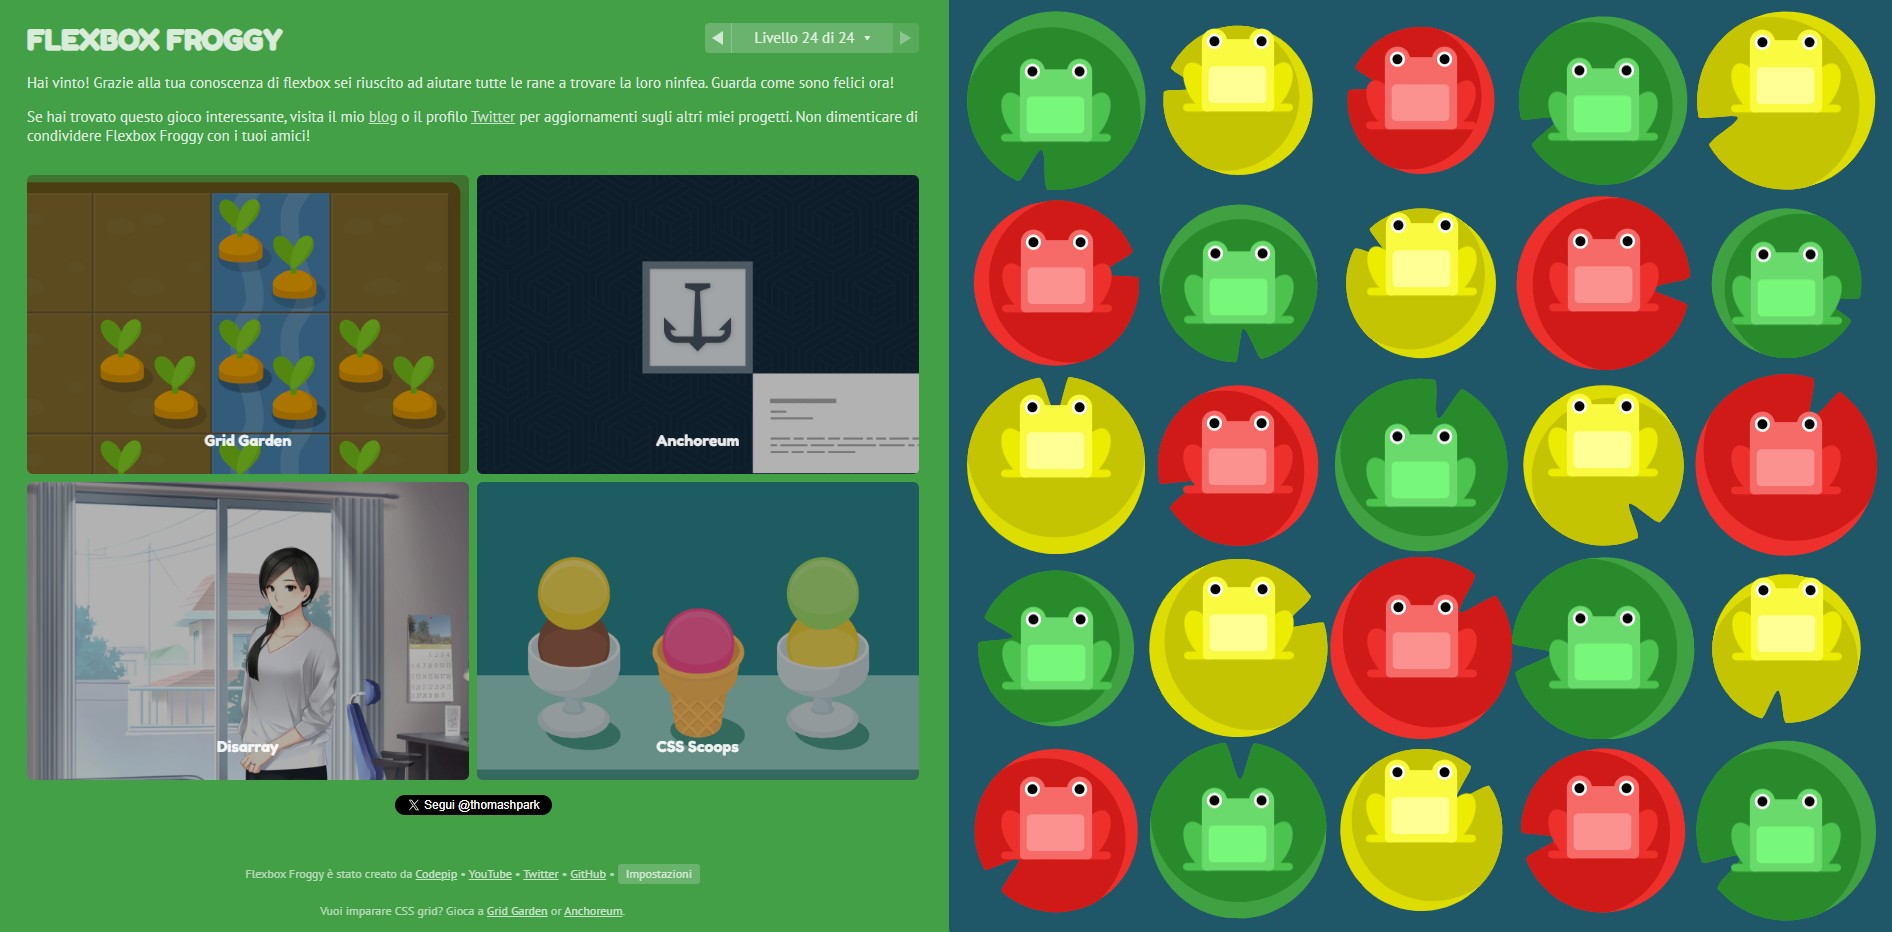 FLEXBOX FROGGY
Livello 24 di 24
Hai vinto! Grazie alla tua conoscenza di flexbox sei riuscito ad aiutare tutte le rane a trovare la loro ninfea. Guarda come sono felici ora!
Se hai trovato questo gioco interessante, visita il mio blog o il profilo Twitter per aggiornamenti sugli altri miei progetti. Non dimenticare di
condividere Flexbox Froggy con i tuoi amici!
Grid Garden
Anchoreum
Disarray
CSS Scoops
Segui @thomashpark
Flexbox Froggy è stato creato da Codepip • YouTube • Twitter • GitHub • Impostazioni
Vuoi imparare CSS grid? Gioca a Grid Garden or Anchoreum.